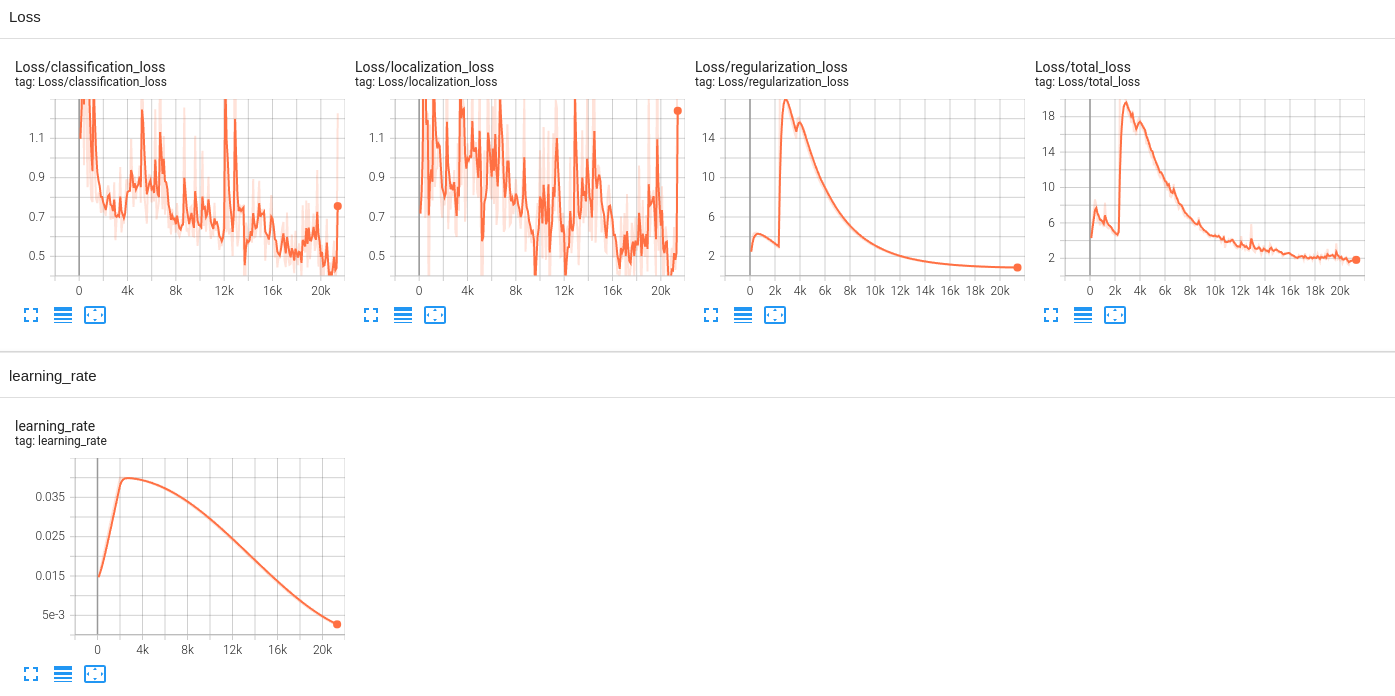 Loss
Loss/classification_loss
tag: Loss/classification_loss
1.1
0.9
0.7
0.5
0 4k 8k 12k 16k 20k
Loss/localization_loss
tag: Loss/localization_loss
1.1
0.9
0.7
0.5
0 4k 8k 12k 16k 20k
Loss/regularization_loss
tag: Loss/regularization_loss
14
10
6
2
0 2k 4k 6k 8k 10k 12k 14k 16k 18k 20k
Loss/total_loss
tag: Loss/total_loss
18
14
10
6
2
0 2k 4k 6k 8k 10k 12k 14k 16k 18k 20k
learning_rate
learning_rate
tag: learning_rate
0.035
0.025
0.015
5e-3
0 4k 8k 12k 16k 20k